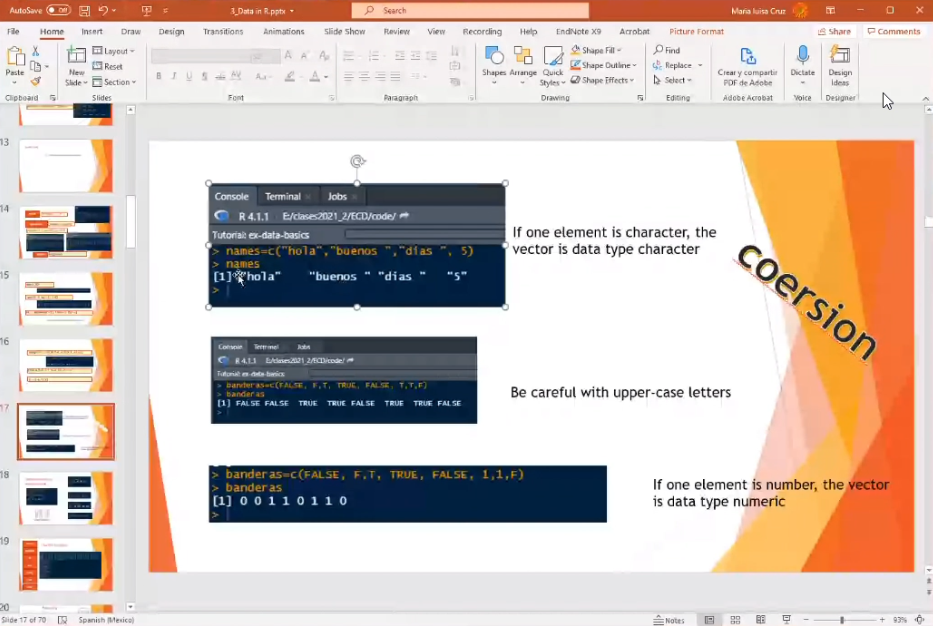 AutoSave Off 3_Data in R.pptx Search Maria luisa Cruz
File Home Insert Draw Design Transitions Animations Slide Show Review View Recording Help EndNote X9 Acrobat Picture Format Share Comments
Paste
New
Slide
Layout
Reset
Section
Shapes
Arrange
Quick
Styles
Shape Fill
Shape Outline
Shape Effects
Find
Replace
Select
Crear y compartir
PDF de Adobe
Dictate
Design
Ideas
Clipboard Slides Font Paragraph Drawing Editing Adobe Acrobat Voice Designer
13
14
15
16
17
18
19
20
Console Terminal Jobs
R 4.1.1 E:/clases2021_2/ECD/code/
Tutorial: ex-data-basics
> names=c("hola","buenos ","dias ", 5)
> names
[1] "hola" "buenos " "dias " "5"
>
If one element is character, the
vector is data type character
coersion
Console Terminal Jobs
R 4.1.1 E:/clases2021_2/ECD/code/
Tutorial: ex-data-basics
> banderas=c(FALSE, F,T, TRUE, FALSE, T,T,F)
> banderas
[1] FALSE FALSE TRUE TRUE FALSE TRUE TRUE FALSE
>
Be careful with upper-case letters
> banderas=c(FALSE, F,T, TRUE, FALSE, 1,1,F)
> banderas
[1] 0 0 1 1 0 1 1 0
>
If one element is number, the vector
is data type numeric
Slide 17 of 70 Spanish (Mexico) Notes 93%